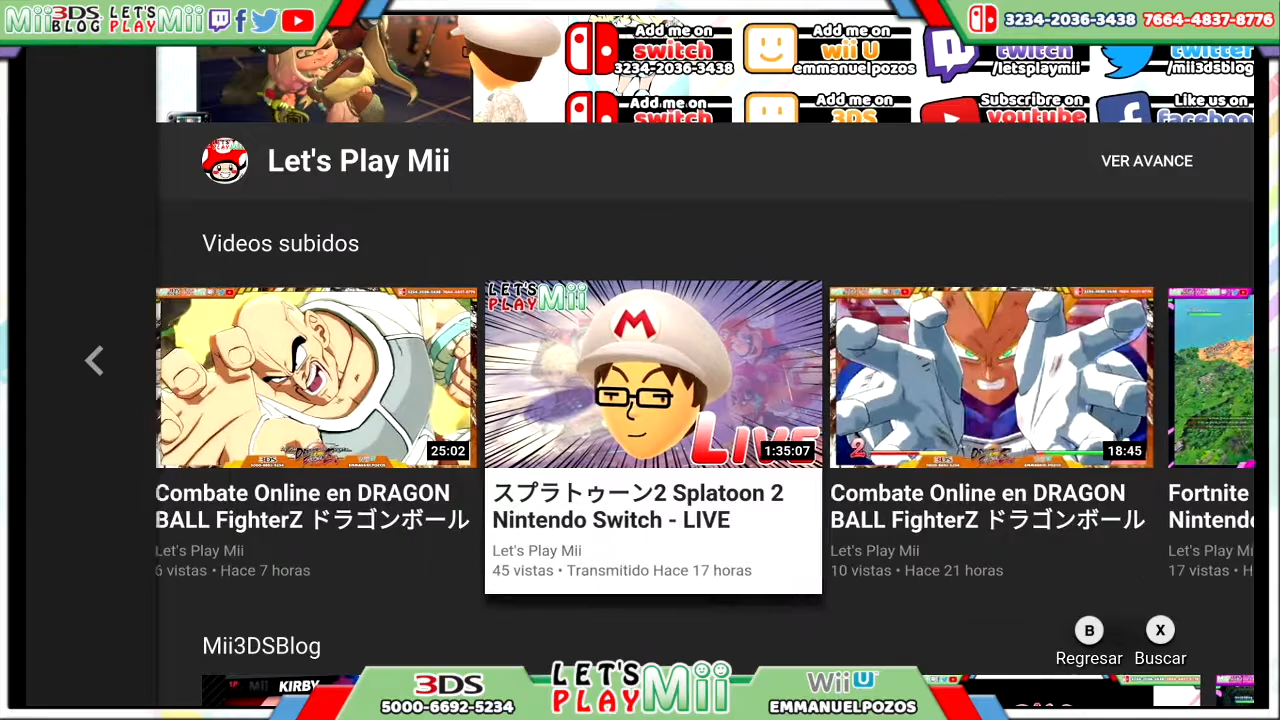 Mii 3DS BLOG LET'S PLAY Mii
3234-2036-3438 7664-4837-8776
Add me on switch 3234-2036-3438
Add me on wii U emmanuelpozos
twitch /letsplaymii
twitter /mii3dsblog
Add me on switch
Add me on 3DS
Subscribre on youtube
Like us on
Let's Play Mii
VER AVANCE
Videos subidos
LET'S PLAY Mii
LIVE
25:02
1:35:07
18:45
Combate Online en DRAGON
BALL FighterZ ドラゴンボール
Let's Play Mii
6 vistas • Hace 7 horas
スプラトゥーン2 Splatoon 2
Nintendo Switch - LIVE
Let's Play Mii
45 vistas • Transmitido Hace 17 horas
Combate Online en DRAGON
BALL FighterZ ドラゴンボール
Let's Play Mii
10 vistas • Hace 21 horas
Fortnite
Let's Play
17 vistas •
B
X
Regresar
Buscar
Mii3DSBlog
KIRBY
3DS
5000-6692-5234
LET'S PLAY Mii
Wii U
EMMANUELPOZOS